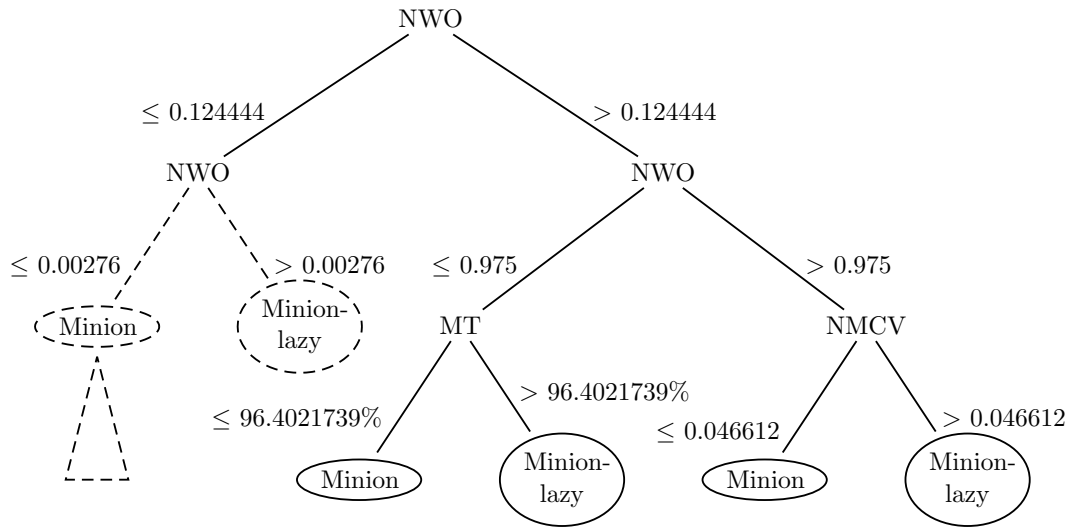 NWO
≤ 0.124444
> 0.124444
NWO
NWO
≤ 0.00276
> 0.00276
≤ 0.975
> 0.975
Minion
Minion-
lazy
MT
NMCV
≤ 96.4021739%
> 96.4021739%
≤ 0.046612
> 0.046612
Minion
Minion-
lazy
Minion
Minion-
lazy